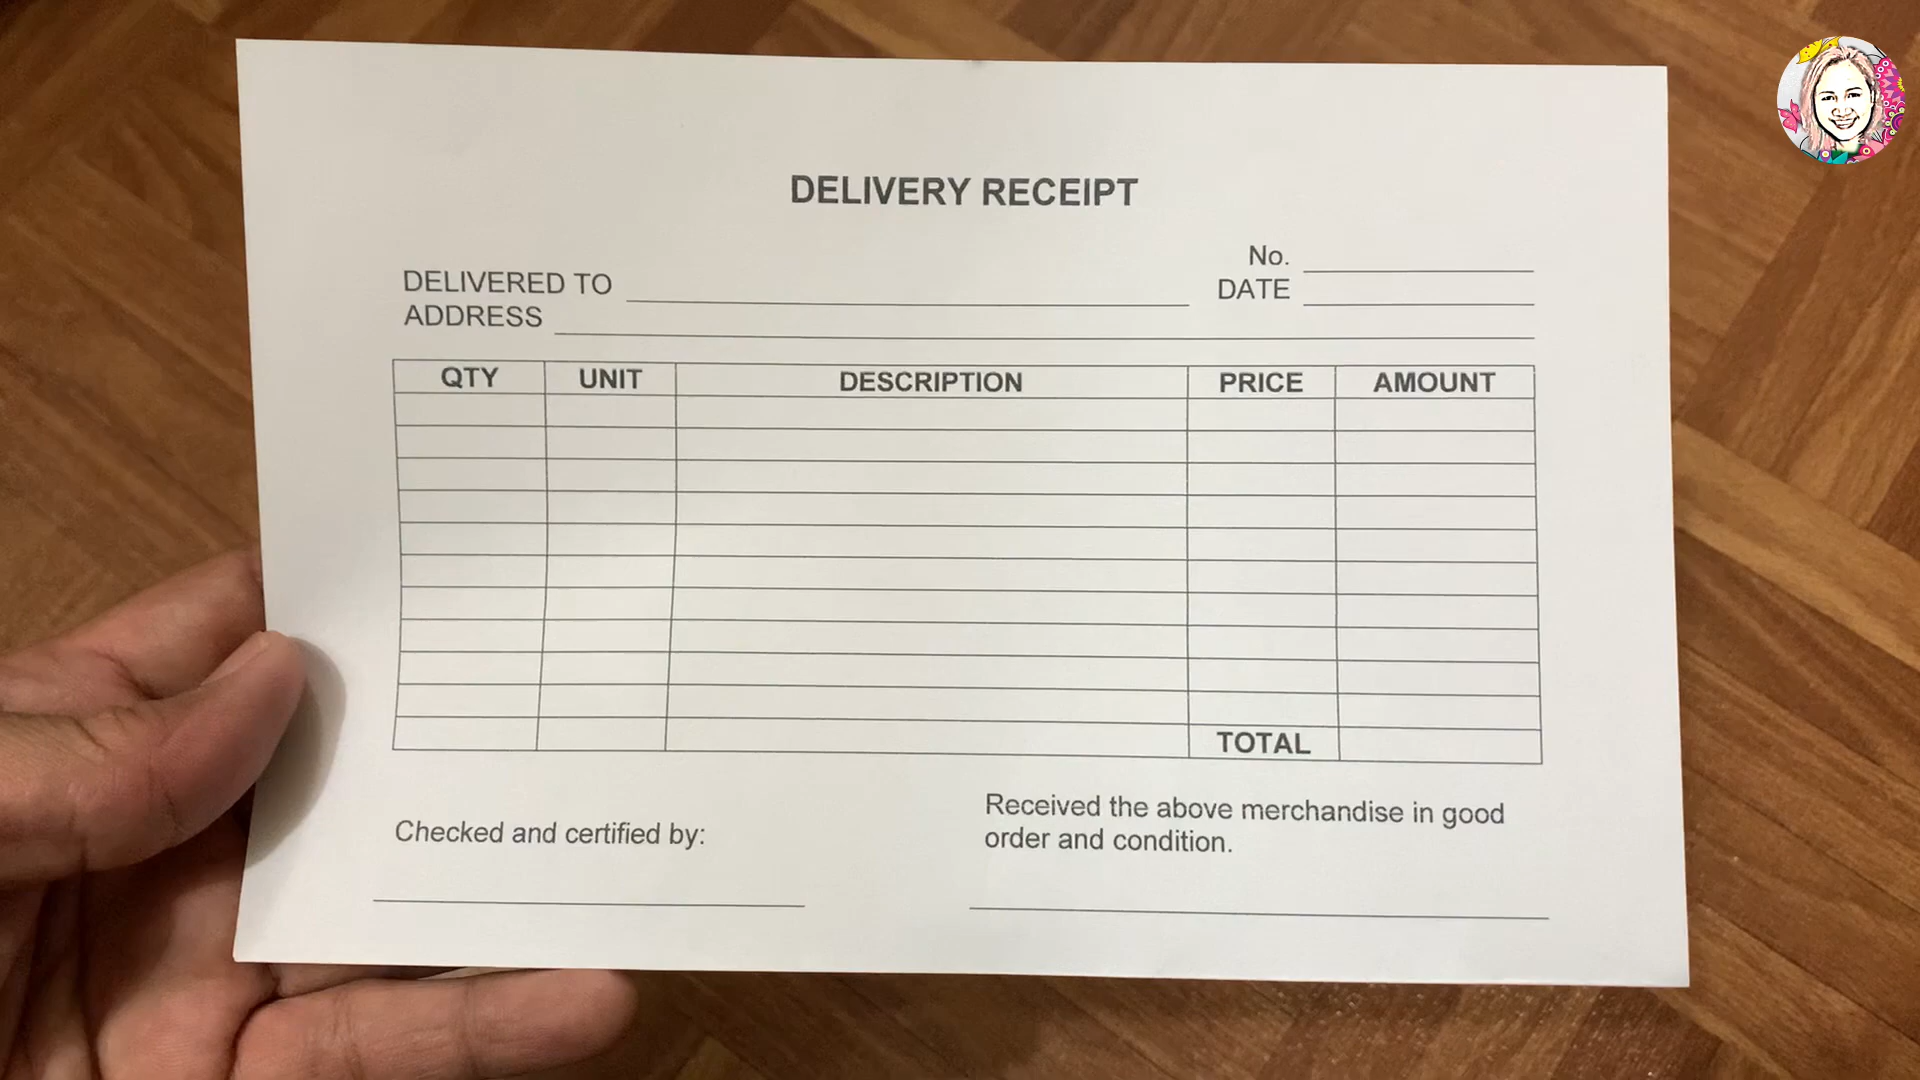 DELIVERY RECEIPT
No.
DELIVERED TO
DATE
ADDRESS
QTY UNIT DESCRIPTION PRICE AMOUNT
TOTAL
Checked and certified by:
Received the above merchandise in good
order and condition.